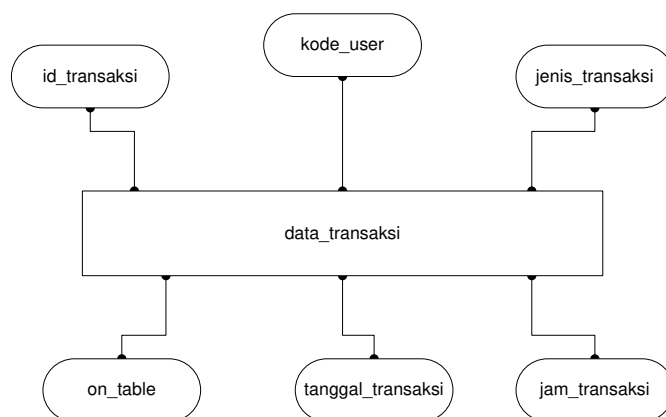 kode_user
id_transaksi
jenis_transaksi
data_transaksi
on_table
tanggal_transaksi
jam_transaksi